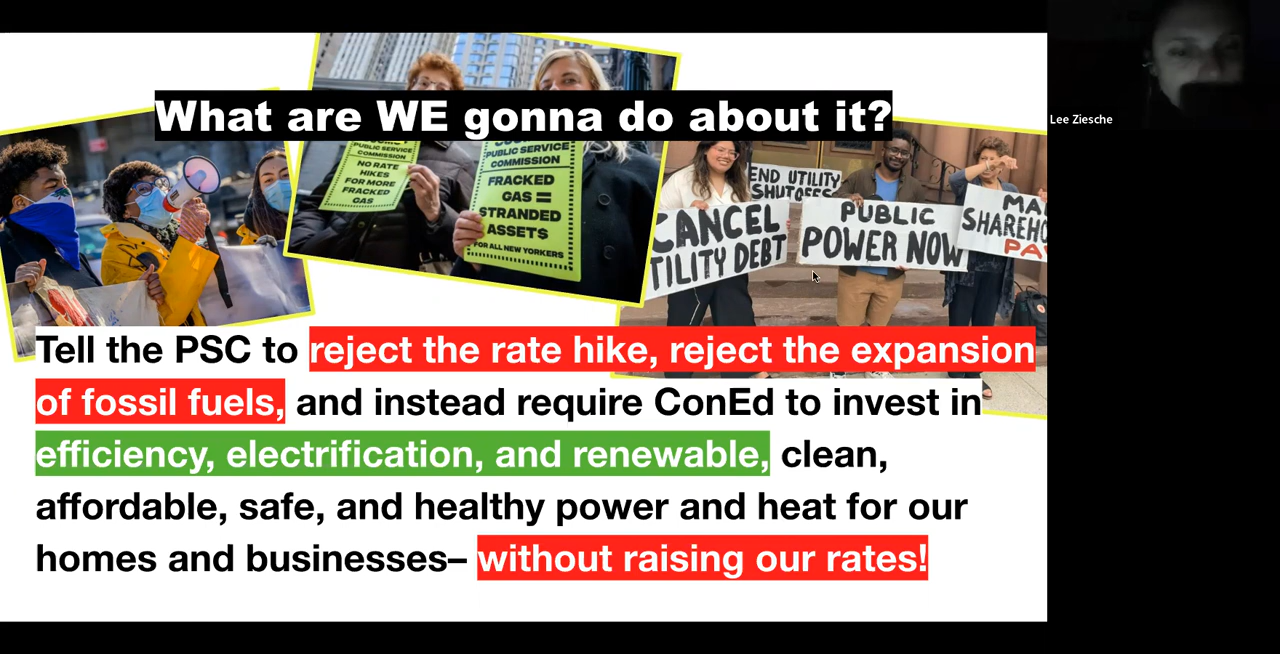 What are WE gonna do about it?
Lee Ziesche
PUBLIC SERVICE
COMMISSION
NO RATE
HIKES
FOR MORE
FRACKED
GAS
PUBLIC SERVICE
COMMISSION
FRACKED
GAS =
STRANDED
ASSETS
FOR ALL NEW YORKERS
END UTILITY
SHUTOFFS
CANCEL
TILITY DEBT
PUBLIC
POWER NOW
MA
SHAREHO
PA
Tell the PSC to reject the rate hike, reject the expansion
of fossil fuels, and instead require ConEd to invest in
efficiency, electrification, and renewable, clean,
affordable, safe, and healthy power and heat for our
homes and businesses– without raising our rates!